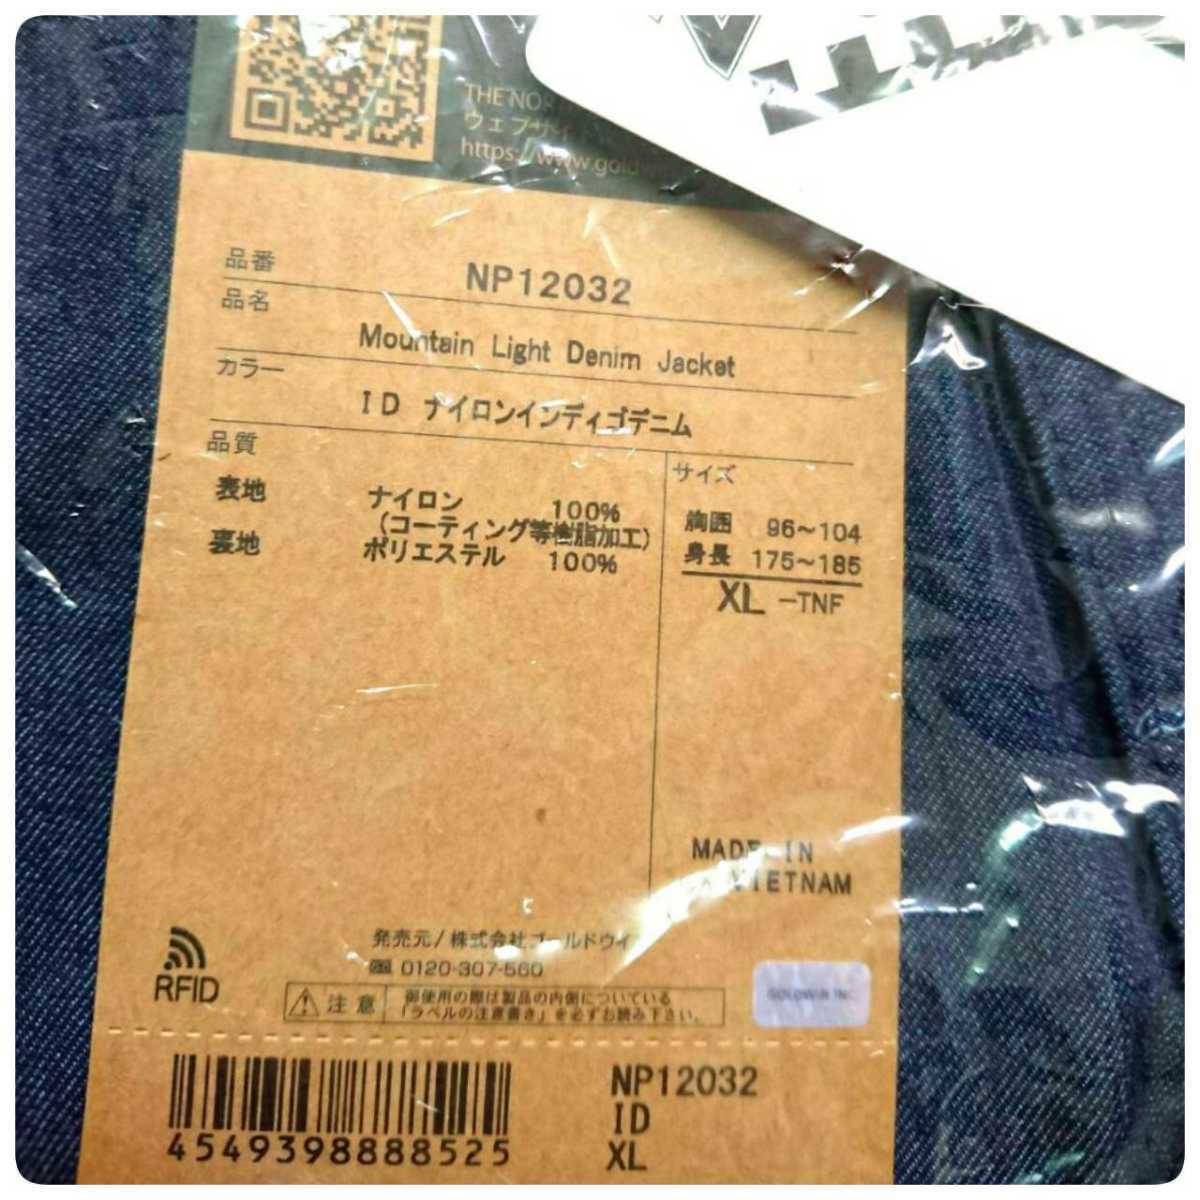 THE NOR
ウェブサイ
https://www.gold
品番 NP12032
品名
Mountain Light Denim Jacket
カラー
ID ナイロンインディゴデニム
品質
表地 ナイロン 100%
(コーティング等樹脂加工)
裏地 ポリエステル 100%
サイズ
胸囲 96~104
身長 175~185
XL -TNF
MADE IN
VIETNAM
発売元/株式会社ゴールドウイ
0120-307-560
RFID
注意
御使用の際は製品の内側についている
「ラベルの注意書き」を必ずお読み下さい。
GOLDWIN INC.
4549398888525
NP12032
ID
XL